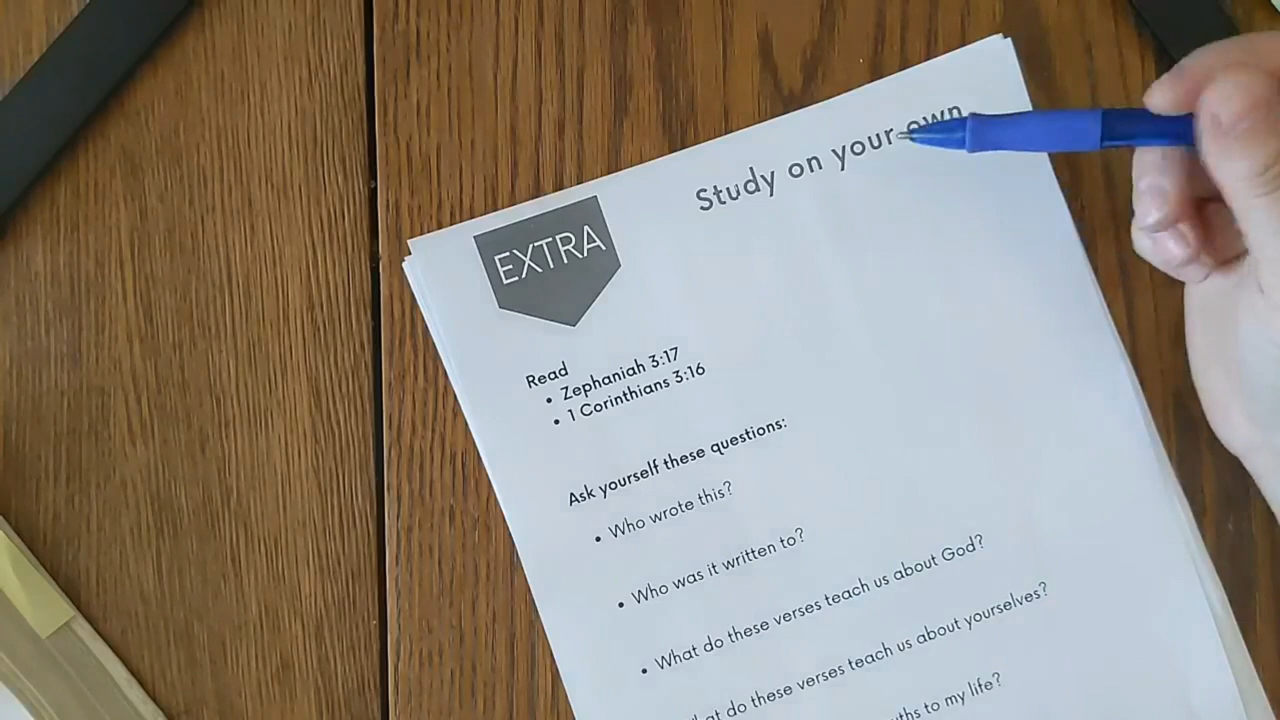 Study on your own
EXTRA
Read
• Zephaniah 3:17
• 1 Corinthians 3:16
Ask yourself these questions:
• Who wrote this?
• Who was it written to?
• What do these verses teach us about God?
do these verses teach us about yourselves?
to my life?